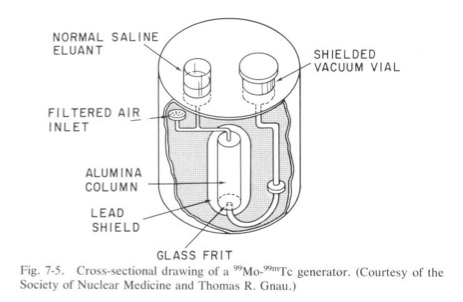 NORMAL SALINE
ELUANT
SHIELDED
VACUUM VIAL
FILTERED AIR
INLET
ALUMINA
COLUMN
LEAD
SHIELD
GLASS FRIT
Fig. 7-5. Cross-sectional drawing of a ⁹⁹Mo-⁹⁹ᵐTc generator. (Courtesy of the
Society of Nuclear Medicine and Thomas R. Gnau.)